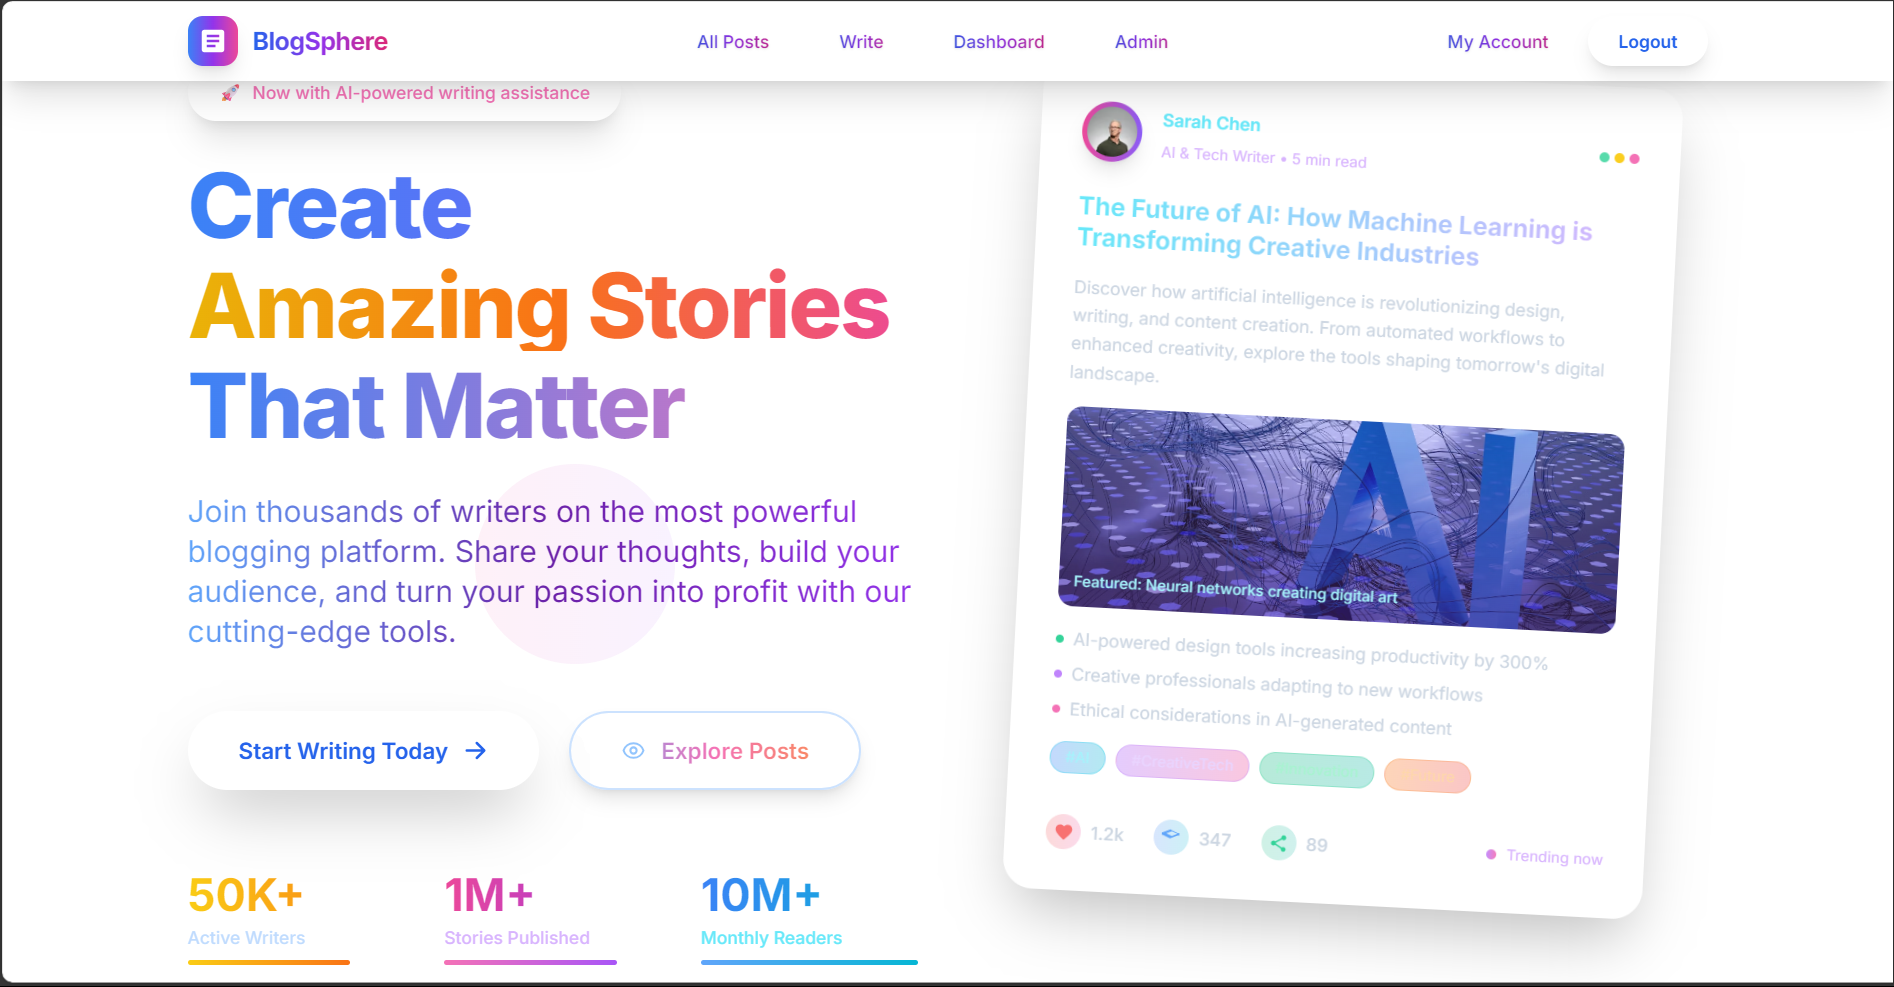 BlogSphere
All Posts
Write
Dashboard
Admin
My Account
Logout
🚀 Now with AI-powered writing assistance
Create
Amazing Stories
That Matter
Join thousands of writers on the most powerful
blogging platform. Share your thoughts, build your
audience, and turn your passion into profit with our
cutting-edge tools.
Start Writing Today →
Explore Posts
50K+
Active Writers
1M+
Stories Published
10M+
Monthly Readers
Sarah Chen
AI & Tech Writer • 5 min read
The Future of AI: How Machine Learning is
Transforming Creative Industries
Discover how artificial intelligence is revolutionizing design,
writing, and content creation. From automated workflows to
enhanced creativity, explore the tools shaping tomorrow's digital
landscape.
AI
Featured: Neural networks creating digital art
AI-powered design tools increasing productivity by 300%
Creative professionals adapting to new workflows
Ethical considerations in AI-generated content
#AI
#CreativeTech
1.2k
347
89
Trending now